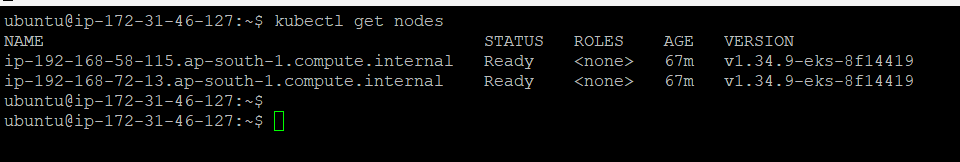 ubuntu@ip-172-31-46-127:~$ kubectl get nodes
NAME STATUS ROLES AGE VERSION
ip-192-168-58-115.ap-south-1.compute.internal Ready <none> 67m v1.34.9-eks-8f14419
ip-192-168-72-13.ap-south-1.compute.internal Ready <none> 67m v1.34.9-eks-8f14419
ubuntu@ip-172-31-46-127:~$
ubuntu@ip-172-31-46-127:~$